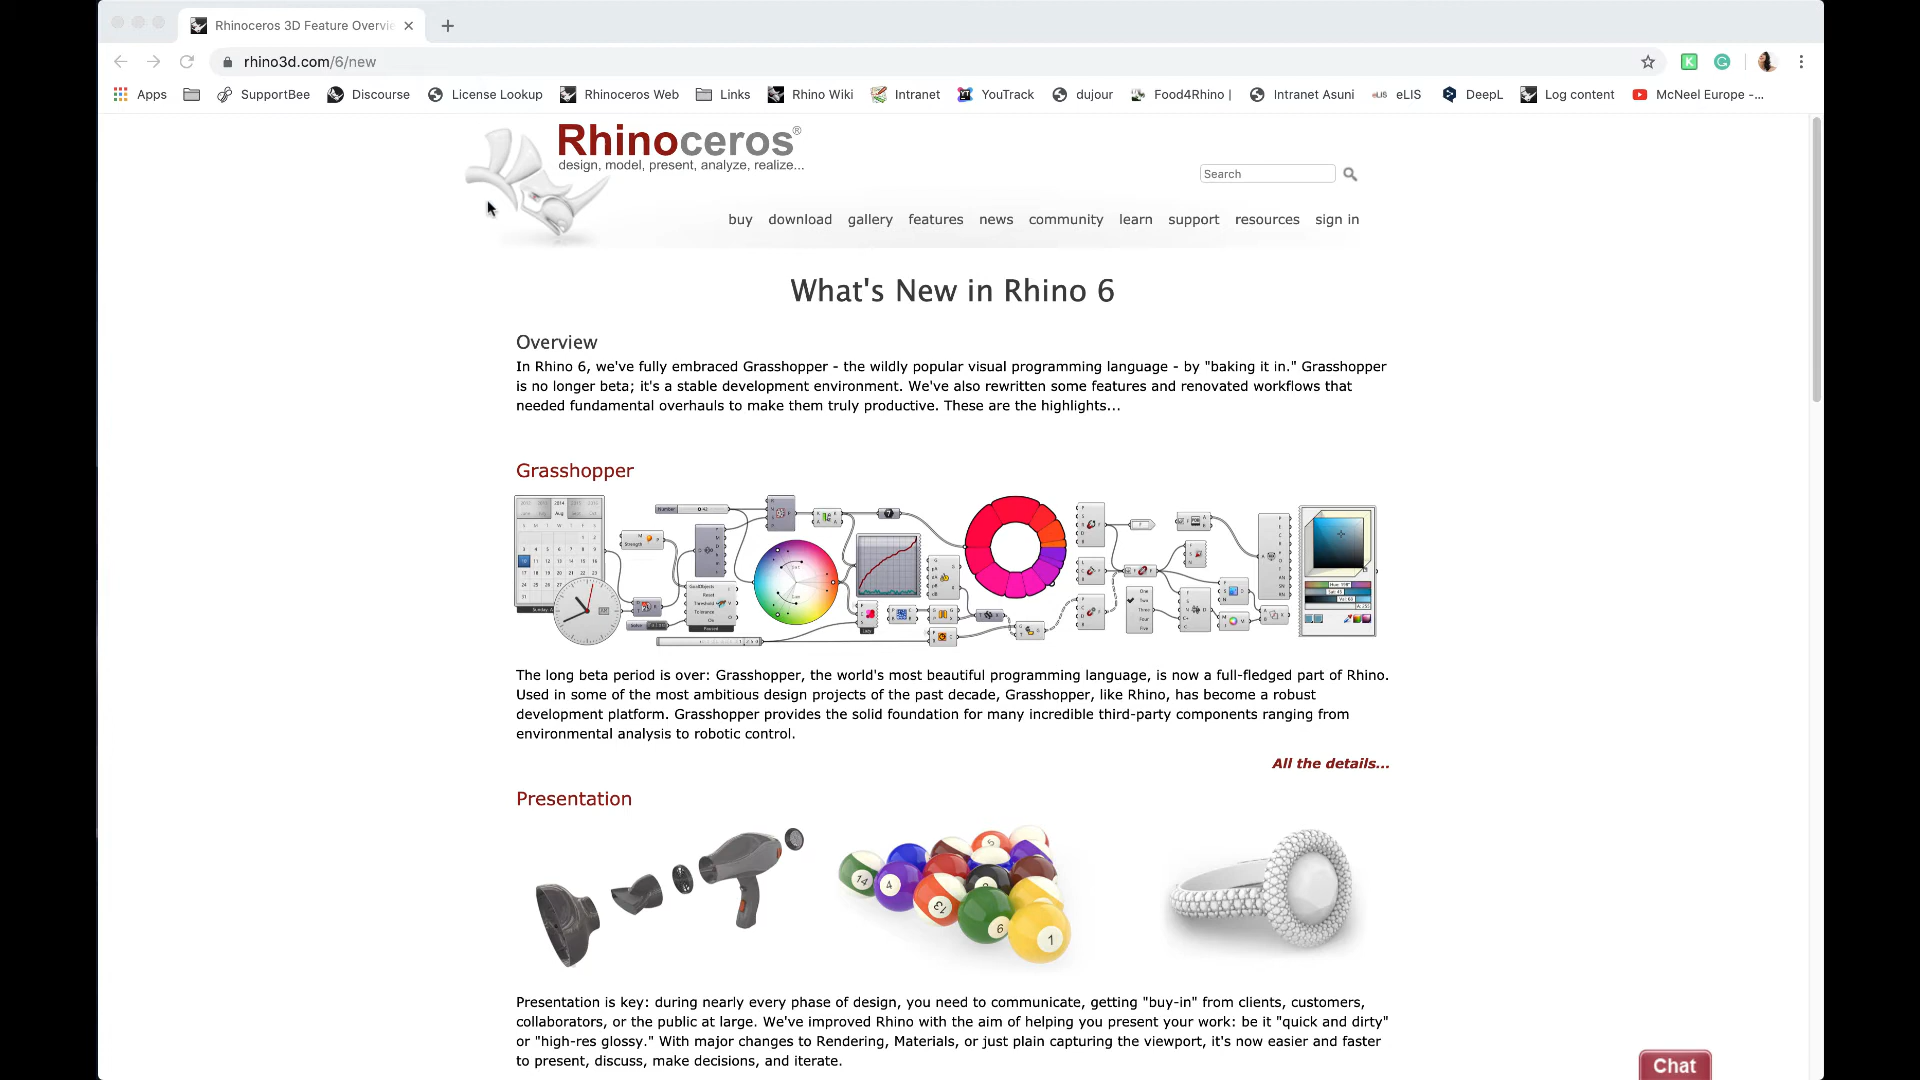 Rhinoceros 3D Feature Overvie
rhino3d.com/6/new
Apps
SupportBee
Discourse
License Lookup
Rhinoceros Web
Links
Rhino Wiki
Intranet
YouTrack
dujour
Food4Rhino |
Intranet Asuni
eLIS
DeepL
Log content
McNeel Europe -...
Rhinoceros®
design, model, present, analyze, realize...
Search
buy download gallery features news community learn support resources sign in
What's New in Rhino 6
Overview
In Rhino 6, we've fully embraced Grasshopper - the wildly popular visual programming language - by "baking it in." Grasshopper
is no longer beta; it's a stable development environment. We've also rewritten some features and renovated workflows that
needed fundamental overhauls to make them truly productive. These are the highlights...
Grasshopper
The long beta period is over: Grasshopper, the world's most beautiful programming language, is now a full-fledged part of Rhino.
Used in some of the most ambitious design projects of the past decade, Grasshopper, like Rhino, has become a robust
development platform. Grasshopper provides the solid foundation for many incredible third-party components ranging from
environmental analysis to robotic control.
All the details...
Presentation
14
4
13
5
6
1
Presentation is key: during nearly every phase of design, you need to communicate, getting "buy-in" from clients, customers,
collaborators, or the public at large. We've improved Rhino with the aim of helping you present your work: be it "quick and dirty"
or "high-res glossy." With major changes to Rendering, Materials, or just plain capturing the viewport, it's now easier and faster
to present, discuss, make decisions, and iterate.
Chat